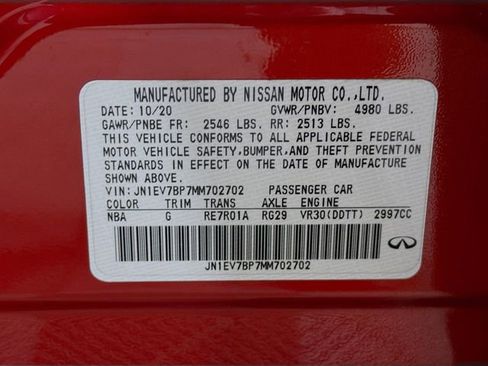 MANUFACTURED BY NISSAN MOTOR CO.,LTD.
DATE: 10/20 GVWR/PNBV: 4980 LBS.
GAWR/PNBE FR: 2546 LBS. RR: 2513 LBS.
THIS VEHICLE CONFORMS TO ALL APPLICABLE FEDERAL
MOTOR VEHICLE SAFETY, BUMPER, AND THEFT PREVENTION
STANDARDS IN EFFECT ON THE DATE OF MANUFACTURE
SHOWN ABOVE.
VIN: JN1EV7BP7MM702702 PASSENGER CAR
COLOR TRIM TRANS AXLE ENGINE
NBA G RE7R01A RG29 VR30(DDTT) 2997CC
JN1EV7BP7MM702702